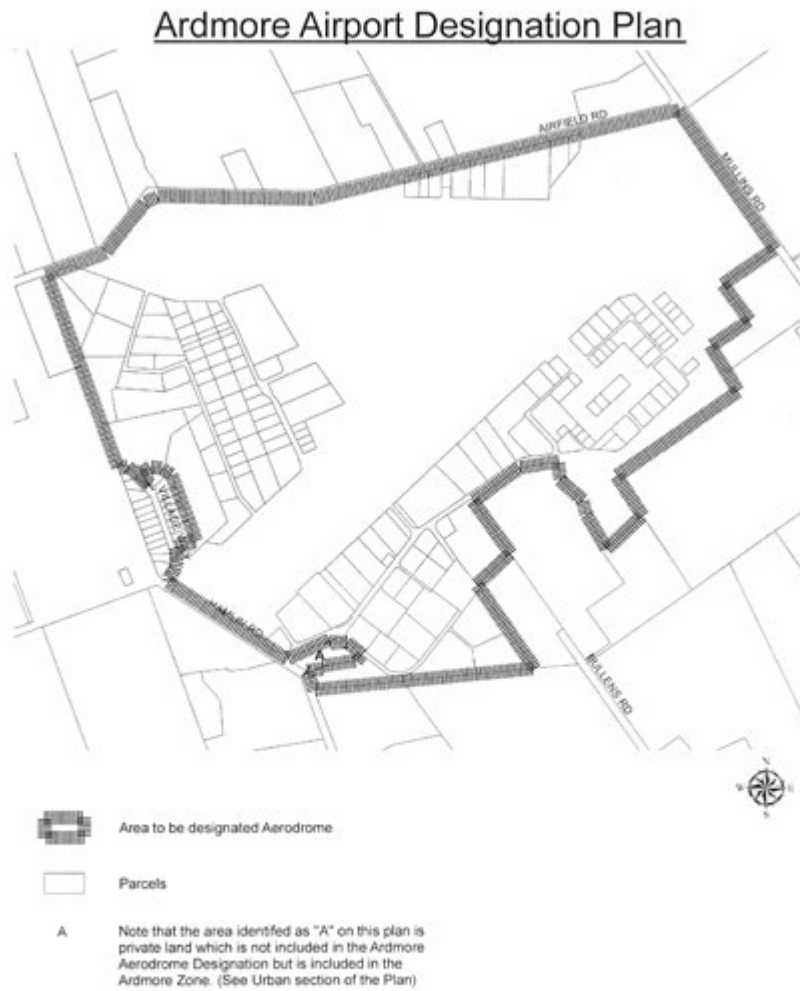 Ardmore Airport Designation Plan
AIRFIELD RD
MULLINS RD
VILLAGE
A
BULLENS RD
N
W E
S
Area to be designated Aerodrome
Parcels
A Note that the area identifed as "A" on this plan is
private land which is not included in the Ardmore
Aerodrome Designation but is included in the
Ardmore Zone. (See Urban section of the Plan)